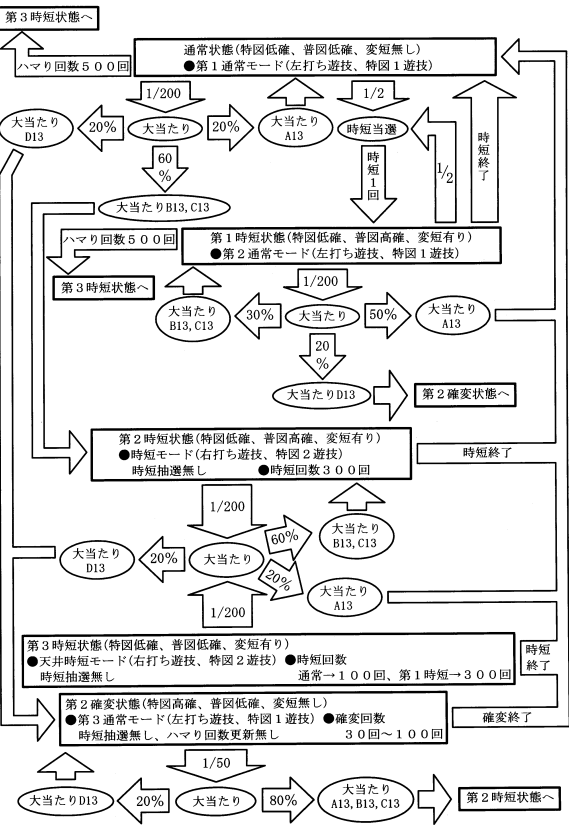 第3時短状態へ
ハマり回数500回
通常状態(特図低確、普図低確、変短無し)
●第1通常モード(左打ち遊技、特図1遊技)
1/200
1/2
大当たり
D13
20%
大当たり
20%
大当たり
A13
時短当選
60
%
時短1回
1/2
時短終了
大当たりB13,C13
ハマり回数500回
第1時短状態(特図低確、普図高確、変短有り)
●第2通常モード(左打ち遊技、特図1遊技)
第3時短状態へ
1/200
大当たり
B13,C13
30%
大当たり
50%
大当たり
A13
20
%
大当たりD13
第2確変状態へ
第2時短状態(特図低確、普図高確、変短有り)
●時短モード(右打ち遊技、特図2遊技)
時短抽選無し ●時短回数300回
時短終了
1/200
60%
大当たり
B13,C13
大当たり
D13
20%
大当たり
20%
大当たり
A13
1/200
第3時短状態(特図低確、普図低確、変短有り)
●天井時短モード(右打ち遊技、特図2遊技) ●時短回数
時短抽選無し 通常→100回、第1時短→300回
時短
終了
第2確変状態(特図高確、普図低確、変短無し)
●第3通常モード(左打ち遊技、特図1遊技) ●確変回数
時短抽選無し、ハマり回数更新無し 30回～100回
確変終了
1/50
大当たりD13
20%
大当たり
80%
大当たり
A13,B13,C13
第2時短状態へ